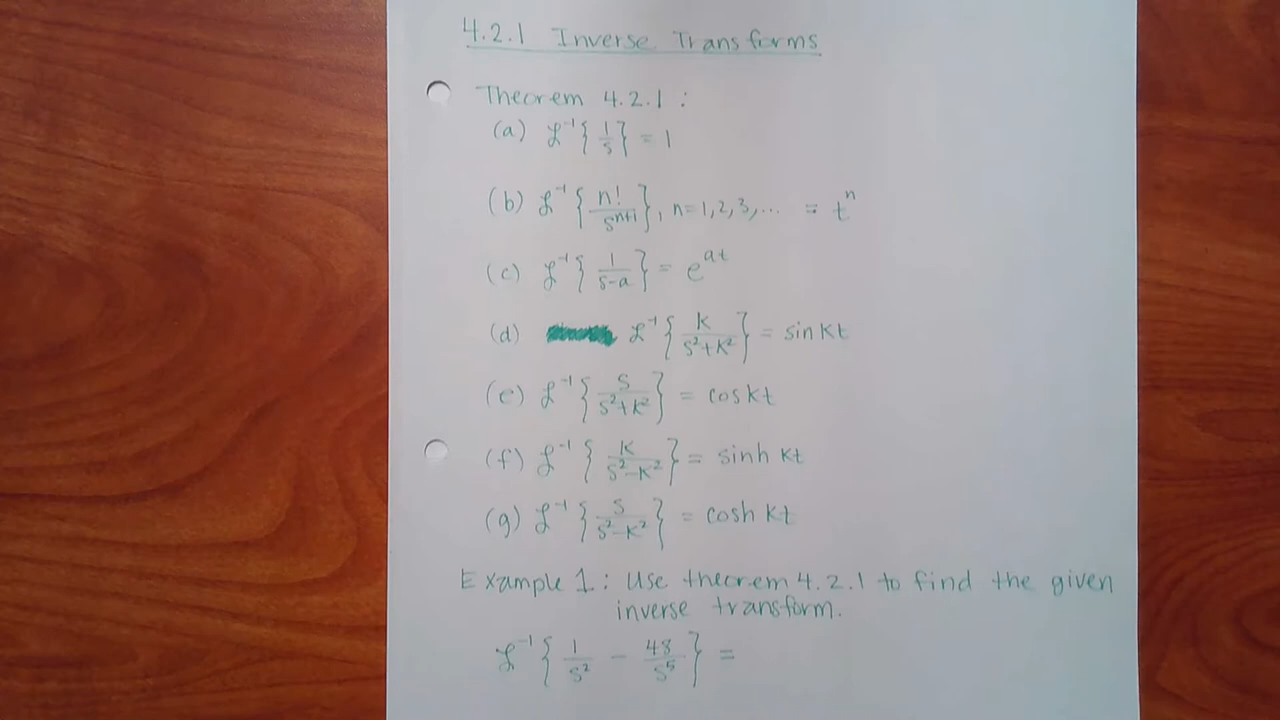 4.2.1 Inverse Transforms
Theorem 4.2.1 :
(a) ℒ⁻¹{1/s} = 1
(b) ℒ⁻¹{n!/sⁿ⁺¹}, n=1,2,3,... = tⁿ
(c) ℒ⁻¹{1/(s-a)} = e^(at)
(d) ℒ⁻¹{k/(s²+k²)} = sin kt
(e) ℒ⁻¹{s/(s²+k²)} = cos kt
(f) ℒ⁻¹{k/(s²-k²)} = sinh kt
(g) ℒ⁻¹{s/(s²-k²)} = cosh kt
Example 1: Use theorem 4.2.1 to find the given
inverse transform.
ℒ⁻¹{1/s² - 48/s⁵} =